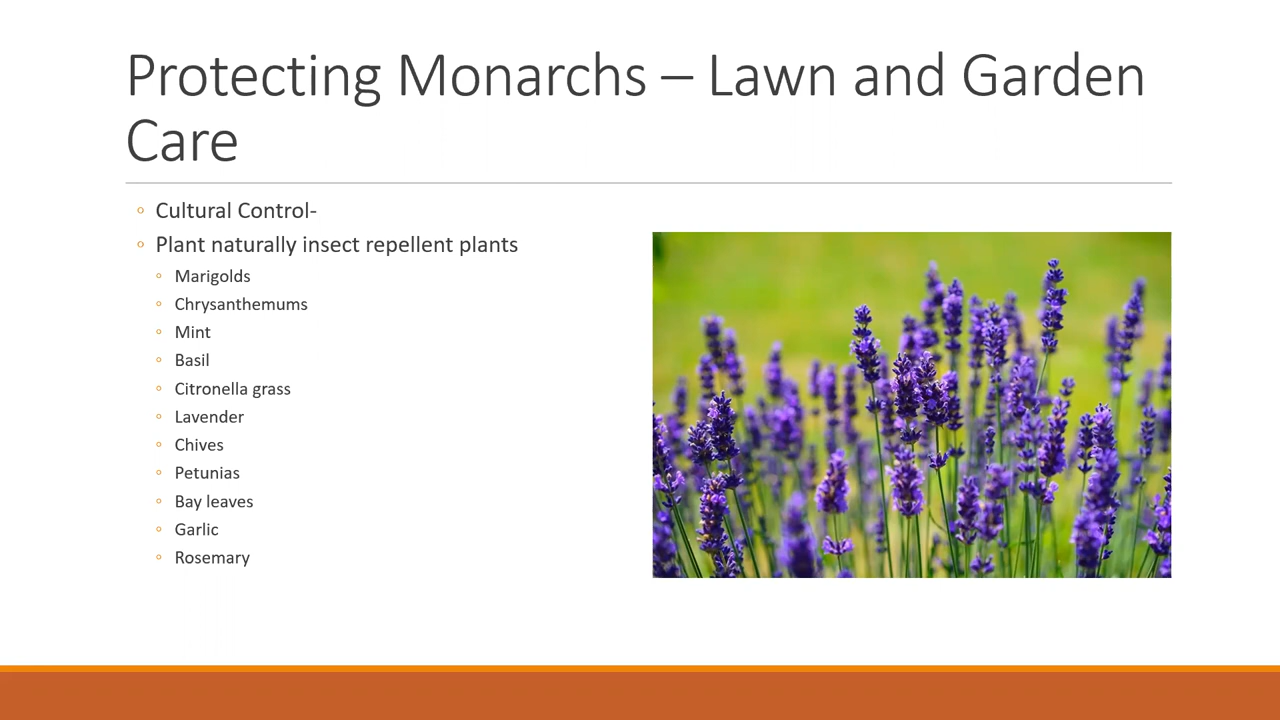 Protecting Monarchs – Lawn and Garden
Care
Cultural Control-
Plant naturally insect repellent plants
Marigolds
Chrysanthemums
Mint
Basil
Citronella grass
Lavender
Chives
Petunias
Bay leaves
Garlic
Rosemary